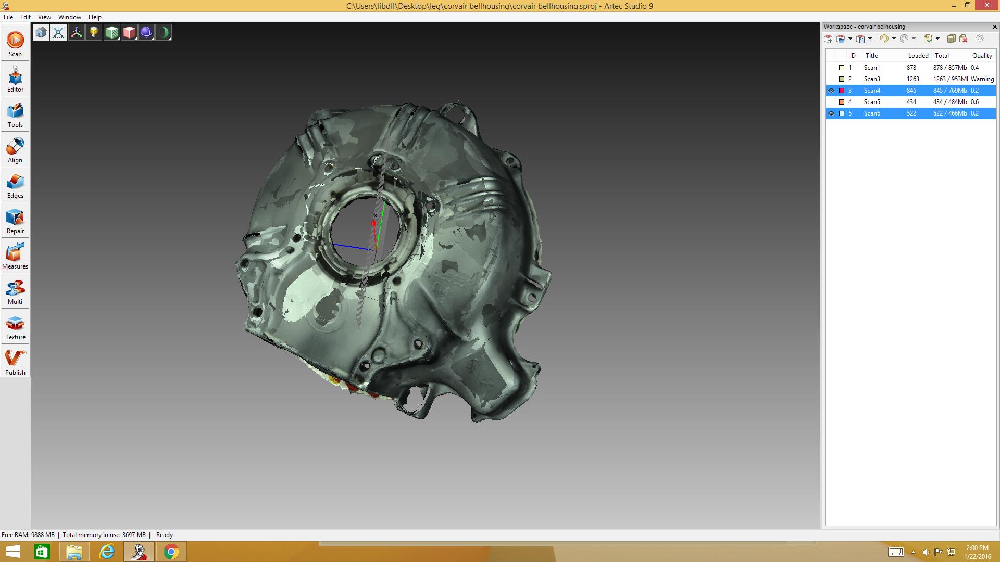 C:\Users\libdll\Desktop\leg\corvair bellhousing\corvair bellhousing.sproj - Artec Studio 9
File Edit View Window Help
Workspace - corvair bellhousing
ID Title Loaded Total Quality
1 Scan1 878 878 / 857Mb 0.4
2 Scan3 1263 1263 / 953Ml Warning
3 Scan4 845 845 / 769Mb 0.2
4 Scan5 434 434 / 484Mb 0.6
5 Scan6 522 522 / 466Mb 0.2
Scan
Editor
Tools
Align
Edges
Repair
Measures
Multi
Texture
Publish
X
Free RAM: 9888 MB | Total memory in use: 3697 MB | Ready
2:00 PM
1/22/2016